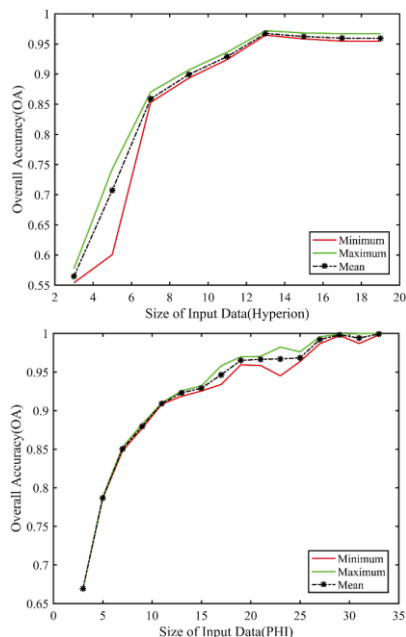 1
0.95
0.9
0.85
0.8
0.75
0.7
0.65
0.6
0.55
Overall Accuracy(OA)
Minimum
Maximum
Mean
2 4 6 8 10 12 14 16 18 20
Size of Input Data(Hyperion)
1
0.95
0.9
0.85
0.8
0.75
0.7
0.65
Overall Accuracy(OA)
Minimum
Maximum
Mean
0 5 10 15 20 25 30 35
Size of Input Data(PHI)